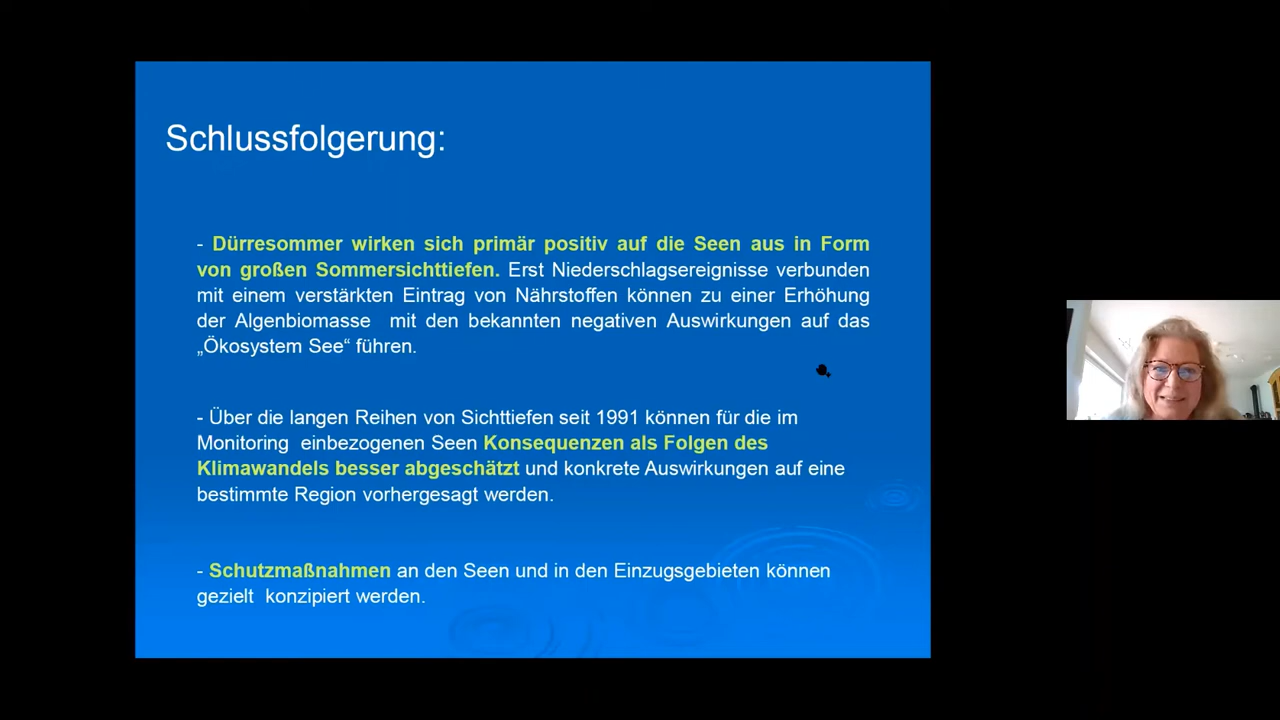 Schlussfolgerung:
- Dürresommer wirken sich primär positiv auf die Seen aus in Form
von großen Sommersichttiefen. Erst Niederschlagsereignisse verbunden
mit einem verstärkten Eintrag von Nährstoffen können zu einer Erhöhung
der Algenbiomasse mit den bekannten negativen Auswirkungen auf das
„Ökosystem See“ führen.
- Über die langen Reihen von Sichttiefen seit 1991 können für die im
Monitoring einbezogenen Seen Konsequenzen als Folgen des
Klimawandels besser abgeschätzt und konkrete Auswirkungen auf eine
bestimmte Region vorhergesagt werden.
- Schutzmaßnahmen an den Seen und in den Einzugsgebieten können
gezielt konzipiert werden.